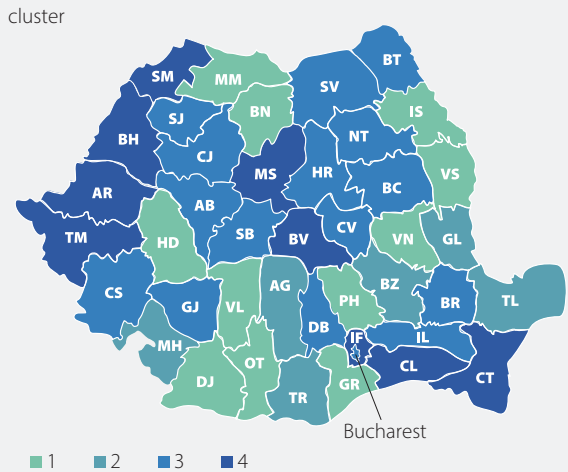 cluster
BT
SM
MM
SV
BN
IS
SJ
NT
BH
CJ
MS
HR
VS
BC
AR
AB
CV
TM
HD
SB
BV
VN
GL
AG
BZ
CS
GJ
VL
PH
BR
TL
DB
IF
IL
MH
OT
CL
CT
DJ
TR
GR
Bucharest
1 2 3 4